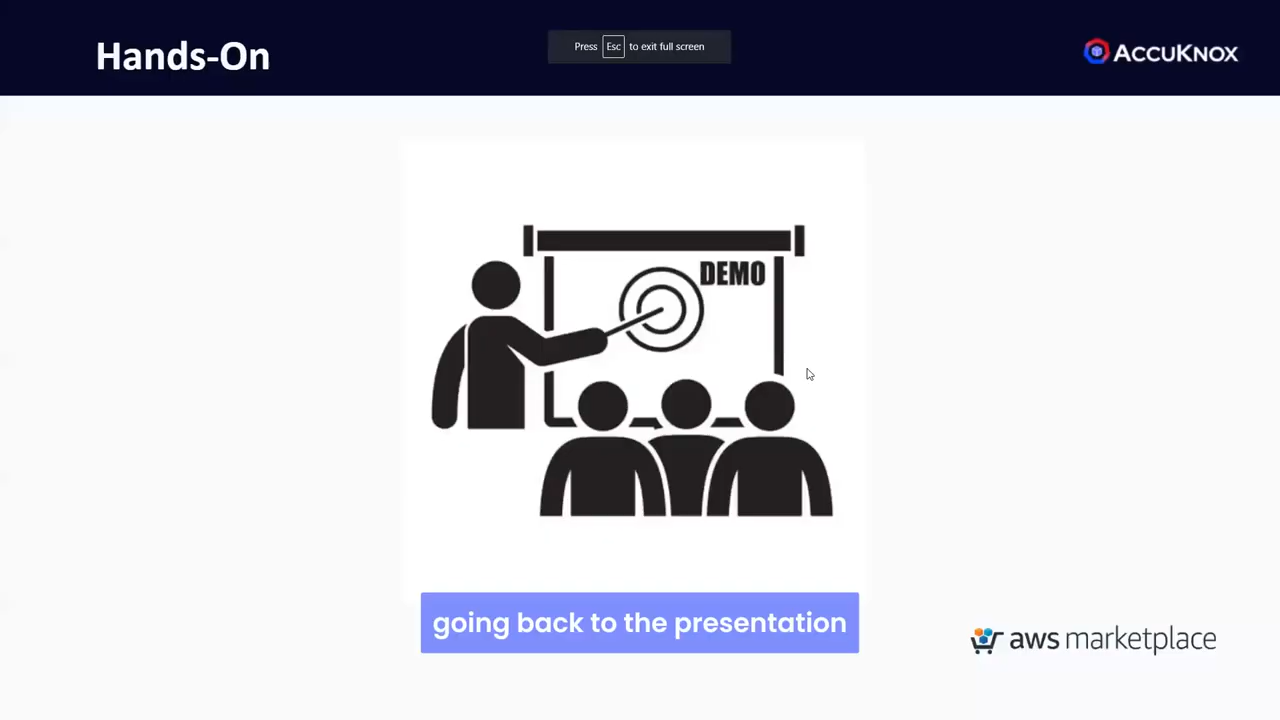 Hands-On
Press Esc to exit full screen
ACCUKNOX
DEMO
going back to the presentation
aws marketplace